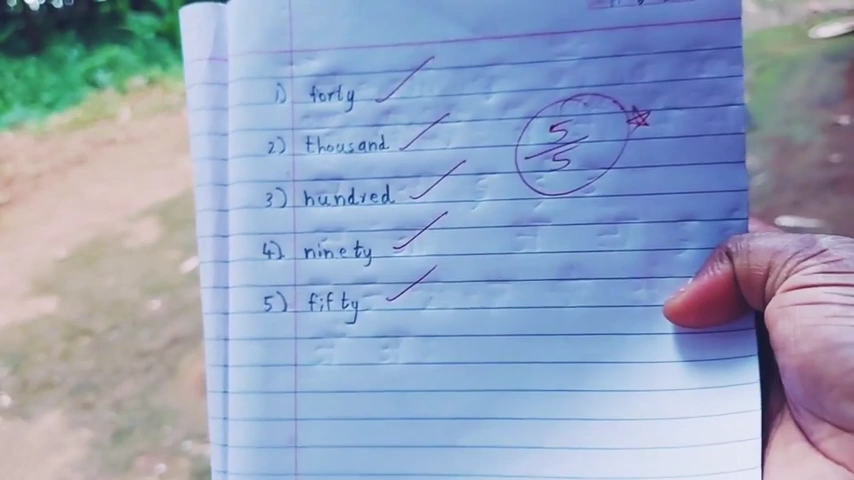 1) forty
2) thousand
5
5
3) hundred
4) ninety
5) fifty